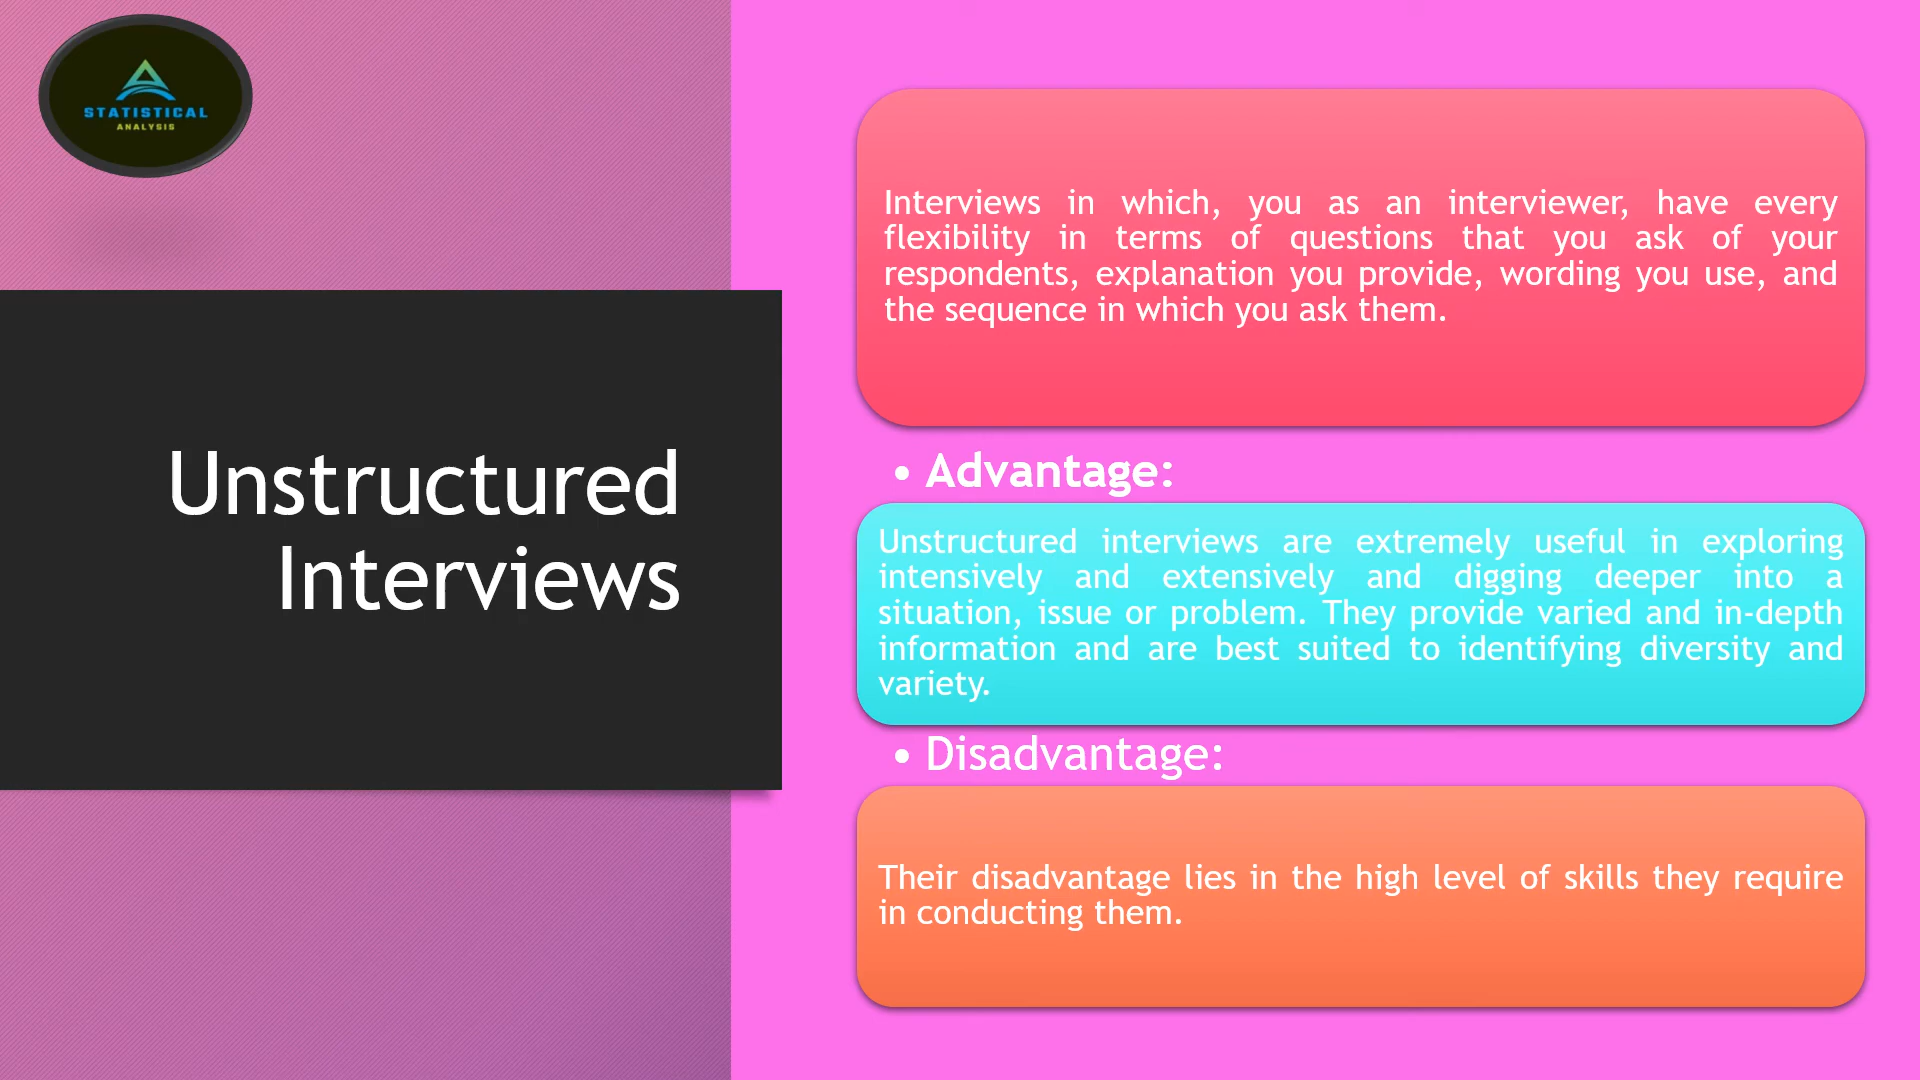 STATISTICAL
ANALYSIS
Unstructured
Interviews
Interviews in which, you as an interviewer, have every
flexibility in terms of questions that you ask of your
respondents, explanation you provide, wording you use, and
the sequence in which you ask them.
• Advantage:
Unstructured interviews are extremely useful in exploring
intensively and extensively and digging deeper into a
situation, issue or problem. They provide varied and in-depth
information and are best suited to identifying diversity and
variety.
• Disadvantage:
Their disadvantage lies in the high level of skills they require
in conducting them.